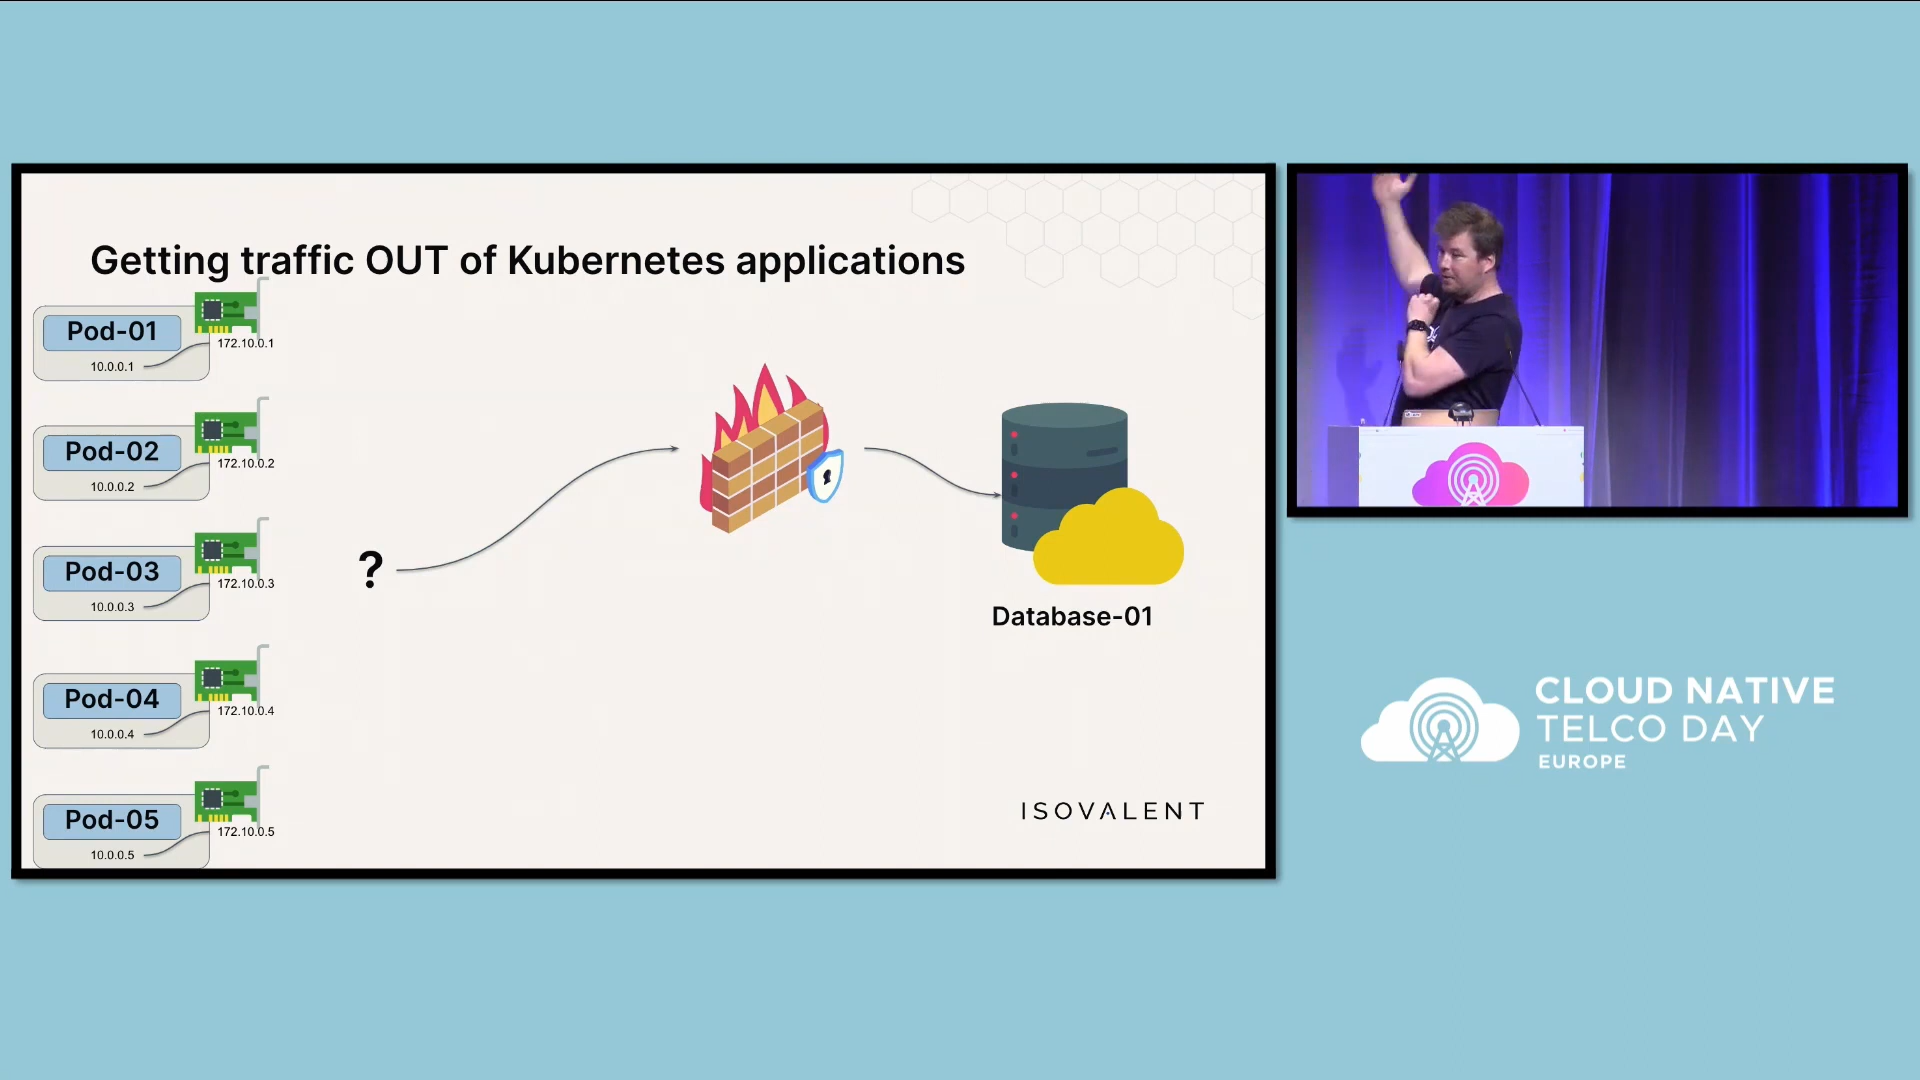 Getting traffic OUT of Kubernetes applications
Pod-01
10.0.0.1
172.10.0.1
Pod-02
10.0.0.2
172.10.0.2
Pod-03
10.0.0.3
172.10.0.3
?
Pod-04
10.0.0.4
172.10.0.4
Pod-05
10.0.0.5
172.10.0.5
Database-01
ISOVALENT
CLOUD NATIVE
TELCO DAY
EUROPE